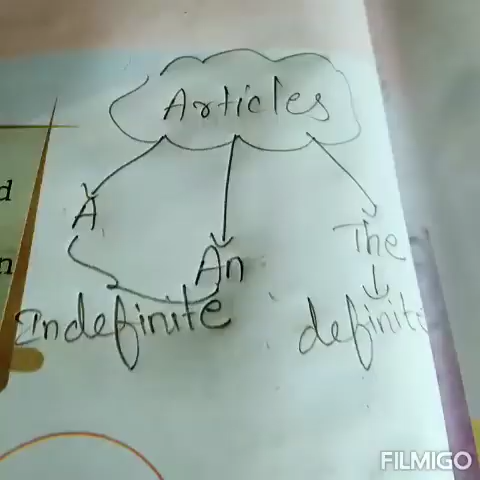 Articles
A
An
The
Indefinite
definite
d
n
FILMIGO